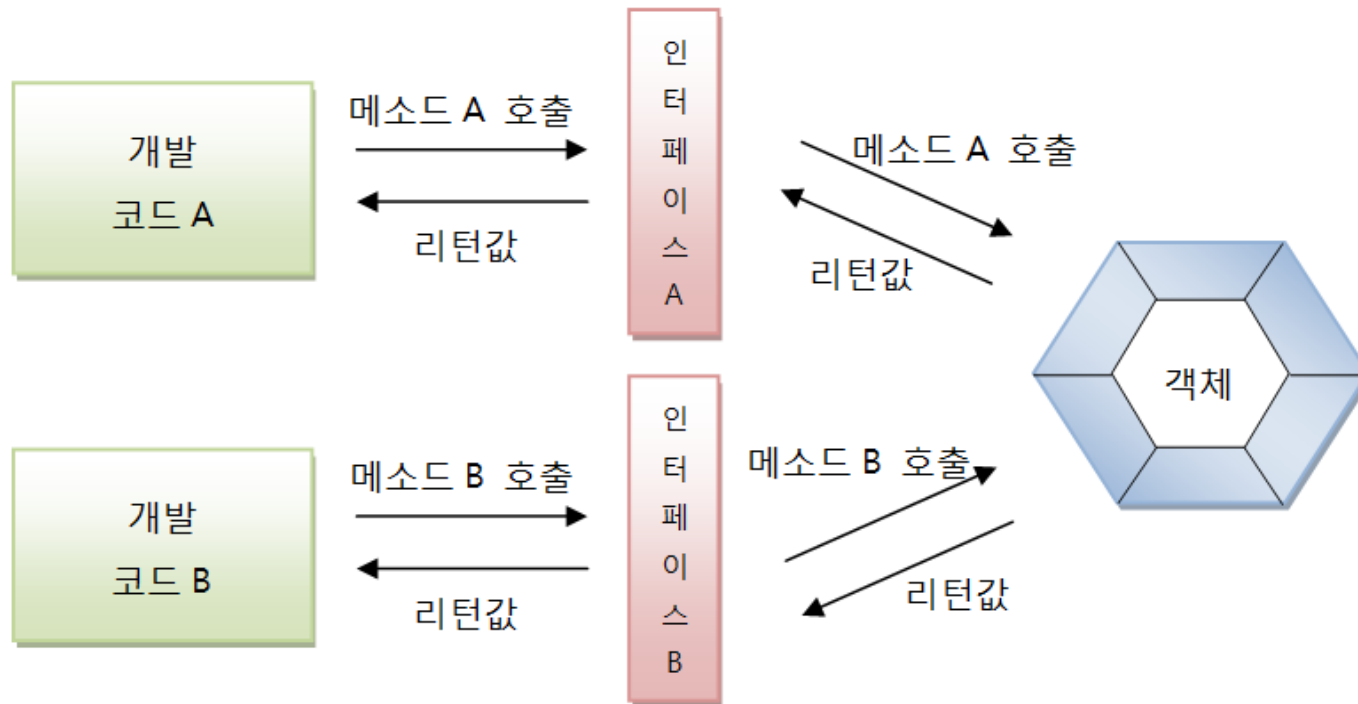 개발
코드 A
메소드 A 호출
리턴값
인
터
페
이
스
A
메소드 A 호출
리턴값
객체
개발
코드 B
메소드 B 호출
리턴값
인
터
페
이
스
B
메소드 B 호출
리턴값